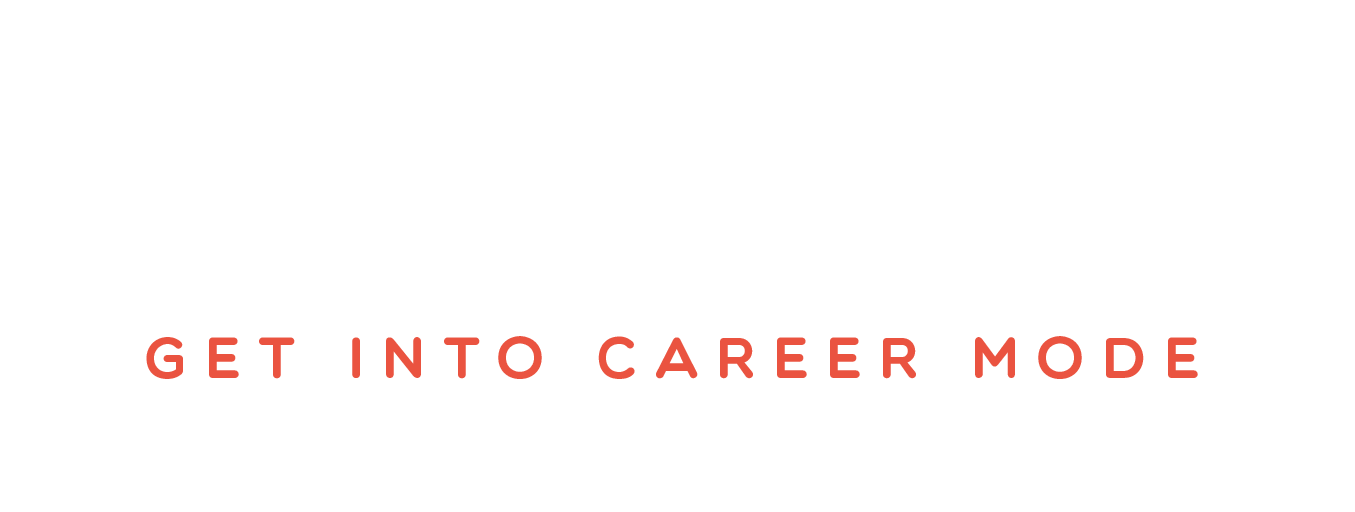 GET INTO CAREER MODE